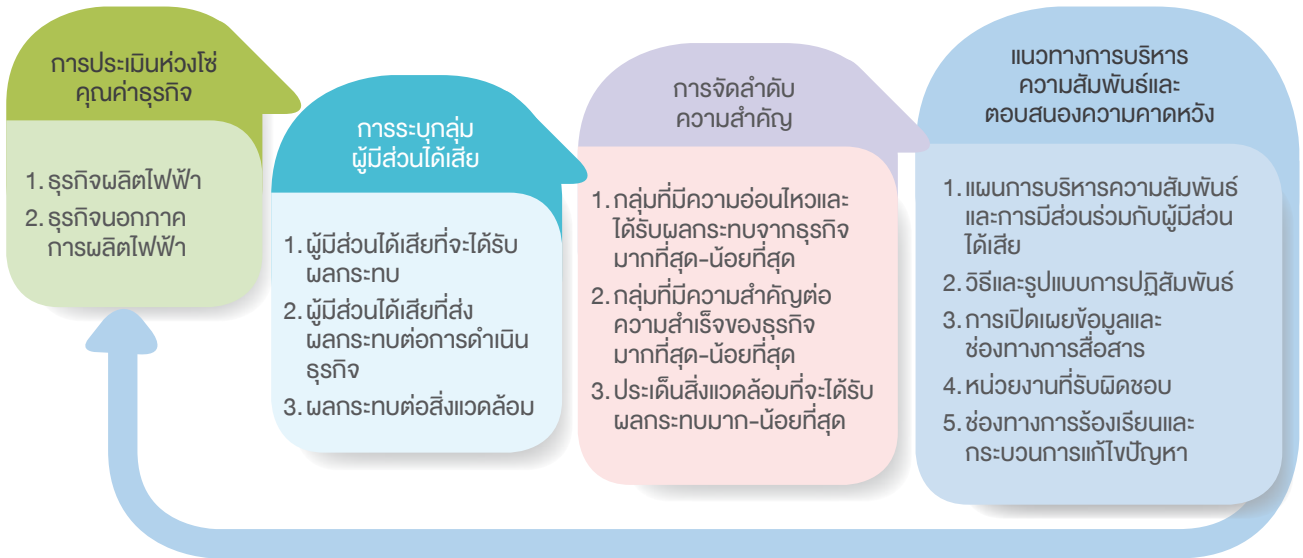 การประเมินห่วงโซ่
คุณค่าธุรกิจ
1. ธุรกิจผลิตไฟฟ้า
2. ธุรกิจนอกภาค
การผลิตไฟฟ้า
การระบุกลุ่ม
ผู้มีส่วนได้เสีย
1. ผู้มีส่วนได้เสียที่จะได้รับ
ผลกระทบ
2. ผู้มีส่วนได้เสียที่ส่ง
ผลกระทบต่อการดำเนิน
ธุรกิจ
3. ผลกระทบต่อสิ่งแวดล้อม
การจัดลำดับ
ความสำคัญ
1. กลุ่มที่มีความอ่อนไหวและ
ได้รับผลกระทบจากธุรกิจ
มากที่สุด-น้อยที่สุด
2. กลุ่มที่มีความสำคัญต่อ
ความสำเร็จของธุรกิจ
มากที่สุด-น้อยที่สุด
3. ประเด็นสิ่งแวดล้อมที่จะได้รับ
ผลกระทบมาก-น้อยที่สุด
แนวทางการบริหาร
ความสัมพันธ์และ
ตอบสนองความคาดหวัง
1. แผนการบริหารความสัมพันธ์
และการมีส่วนร่วมกับผู้มีส่วน
ได้เสีย
2. วิธีและรูปแบบการปฏิสัมพันธ์
3. การเปิดเผยข้อมูลและ
ช่องทางการสื่อสาร
4. หน่วยงานที่รับผิดชอบ
5. ช่องทางการร้องเรียนและ
กระบวนการแก้ไขปัญหา